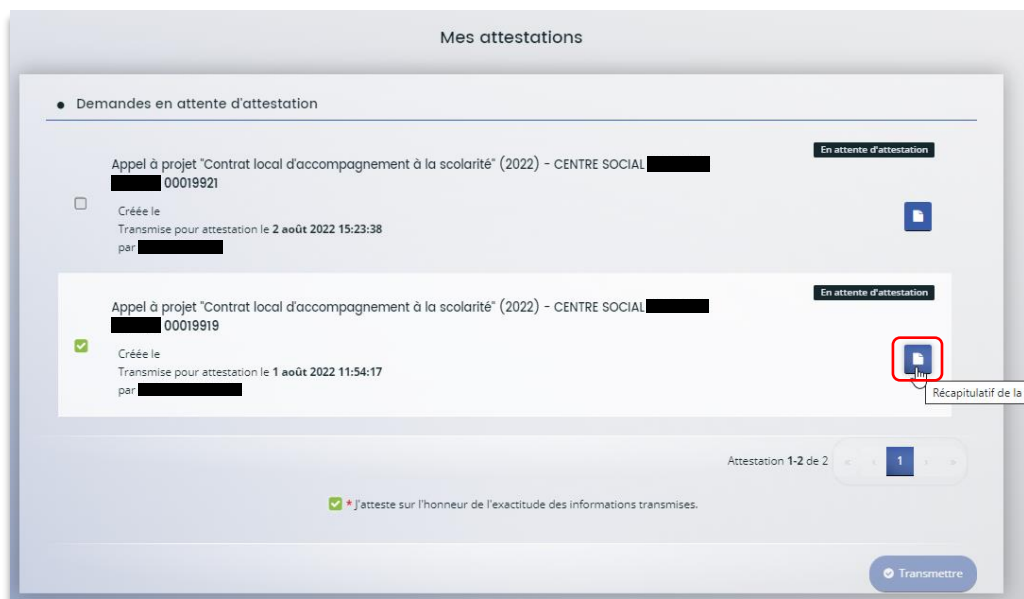 Mes attestations
Demandes en attente d'attestation
En attente d'attestation
Appel à projet "Contrat local d'accompagnement à la scolarité" (2022) - CENTRE SOCIAL
00019921
Créée le
Transmise pour attestation le 2 août 2022 15:23:38
par
En attente d'attestation
Appel à projet "Contrat local d'accompagnement à la scolarité" (2022) - CENTRE SOCIAL
00019919
Créée le
Transmise pour attestation le 1 août 2022 11:54:17
par
Récapitulatif de la
Attestation 1-2 de 2 « ‹ 1 › »
* J'atteste sur l'honneur de l'exactitude des informations transmises.
Transmettre